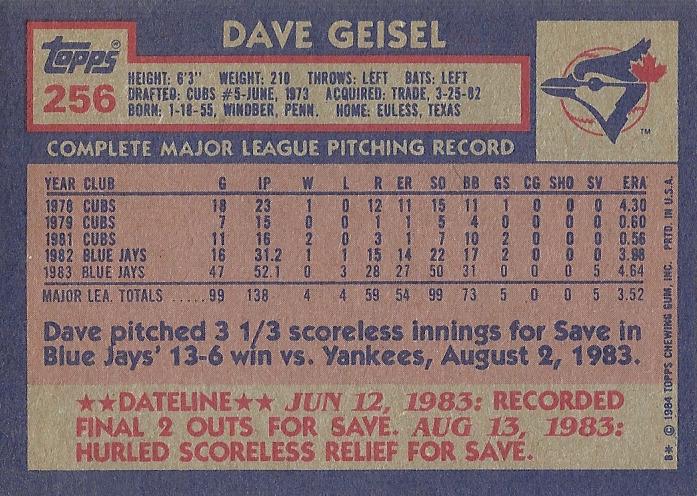 DAVE GEISEL
TOPPS®
256
HEIGHT: 6'3" WEIGHT: 210 THROWS: LEFT BATS: LEFT
DRAFTED: CUBS #5-JUNE, 1973 ACQUIRED: TRADE, 3-25-82
BORN: 1-18-55, WINDBER, PENN. HOME: EULESS, TEXAS
TM
COMPLETE MAJOR LEAGUE PITCHING RECORD
YEAR CLUB G IP W L R ER SO BB GS CG SHO SV ERA
1978 CUBS 18 23 1 0 12 11 15 11 1 0 0 0 4.30
1979 CUBS 7 15 0 0 1 1 5 4 0 0 0 0 0.60
1981 CUBS 11 16 2 0 3 1 7 10 2 0 0 0 0.56
1982 BLUE JAYS 16 31.2 1 1 15 14 22 17 2 0 0 0 3.98
1983 BLUE JAYS 47 52.1 0 3 28 27 50 31 0 0 0 5 4.64
MAJOR LEA. TOTALS .....99 138 4 4 59 54 99 73 5 0 0 5 3.52
Dave pitched 3 1/3 scoreless innings for Save in
Blue Jays' 13-6 win vs. Yankees, August 2, 1983.
★★DATELINE★★ JUN 12, 1983: RECORDED
FINAL 2 OUTS FOR SAVE. AUG 13, 1983:
HURLED SCORELESS RELIEF FOR SAVE.
B* © 1984 TOPPS CHEWING GUM, INC. PRTD. IN U.S.A.